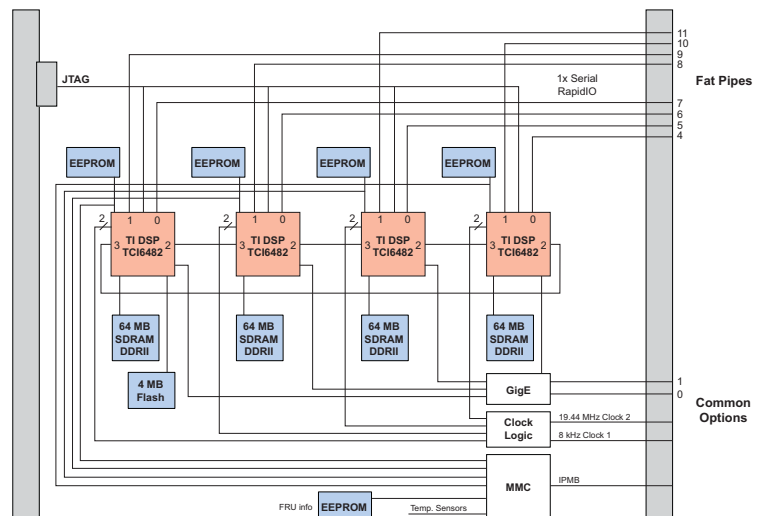 11
10
9
8
JTAG
1x Serial
RapidIO
Fat Pipes
7
6
5
4
EEPROM
EEPROM
EEPROM
EEPROM
2
1 0
2
1 0
2
1 0
2
1 0
TI DSP
3 TCI6482 2
TI DSP
3 TCI6482 2
TI DSP
3 TCI6482 2
TI DSP
3 TCI6482 2
64 MB
SDRAM
DDRII
64 MB
SDRAM
DDRII
64 MB
SDRAM
DDRII
64 MB
SDRAM
DDRII
4 MB
Flash
GigE
1
0
Common
Options
Clock
Logic
19.44 MHz Clock 2
8 kHz Clock 1
MMC
IPMB
FRU info
EEPROM
Temp. Sensors